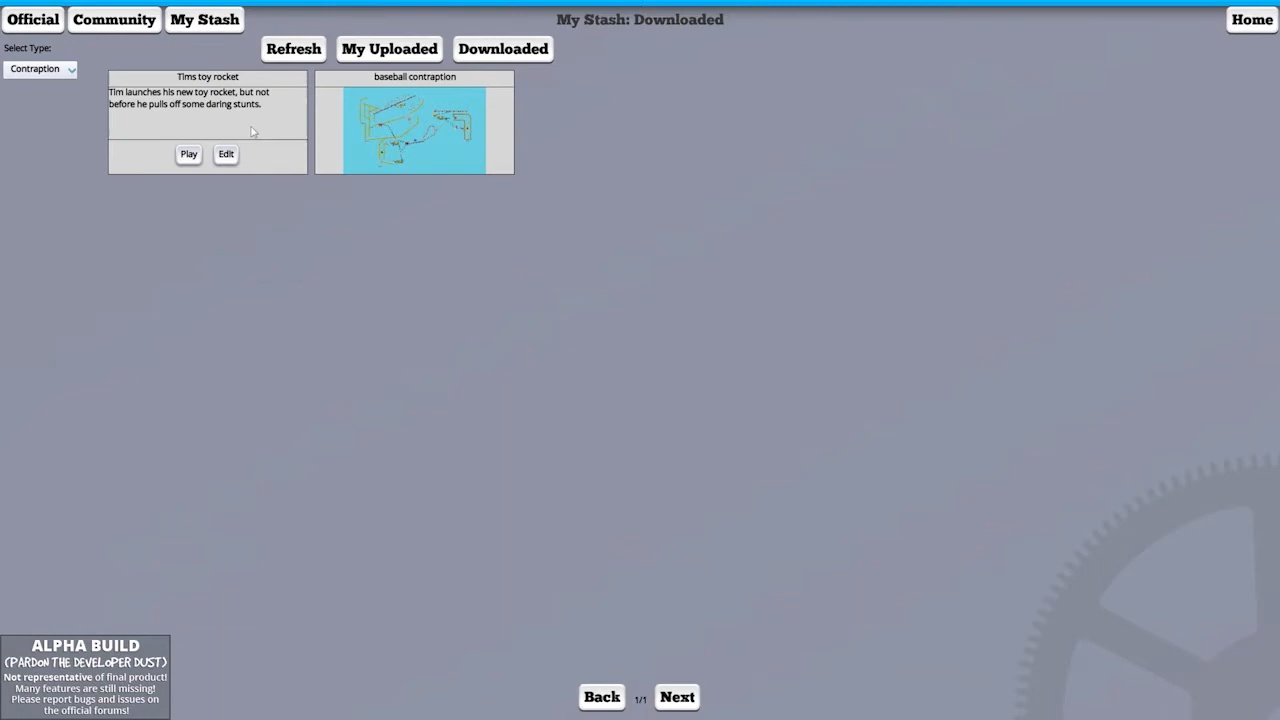 Official Community My Stash
My Stash: Downloaded
Home
Select Type:
Refresh My Uploaded Downloaded
Contraption
Tims toy rocket
Tim launches his new toy rocket, but not
before he pulls off some daring stunts.
Play Edit
baseball contraption
ALPHA BUILD
(PARDON THE DEVELOPER DUST)
Not representative of final product!
Many features are still missing!
Please report bugs and issues on
the official forums!
Back 1/1 Next